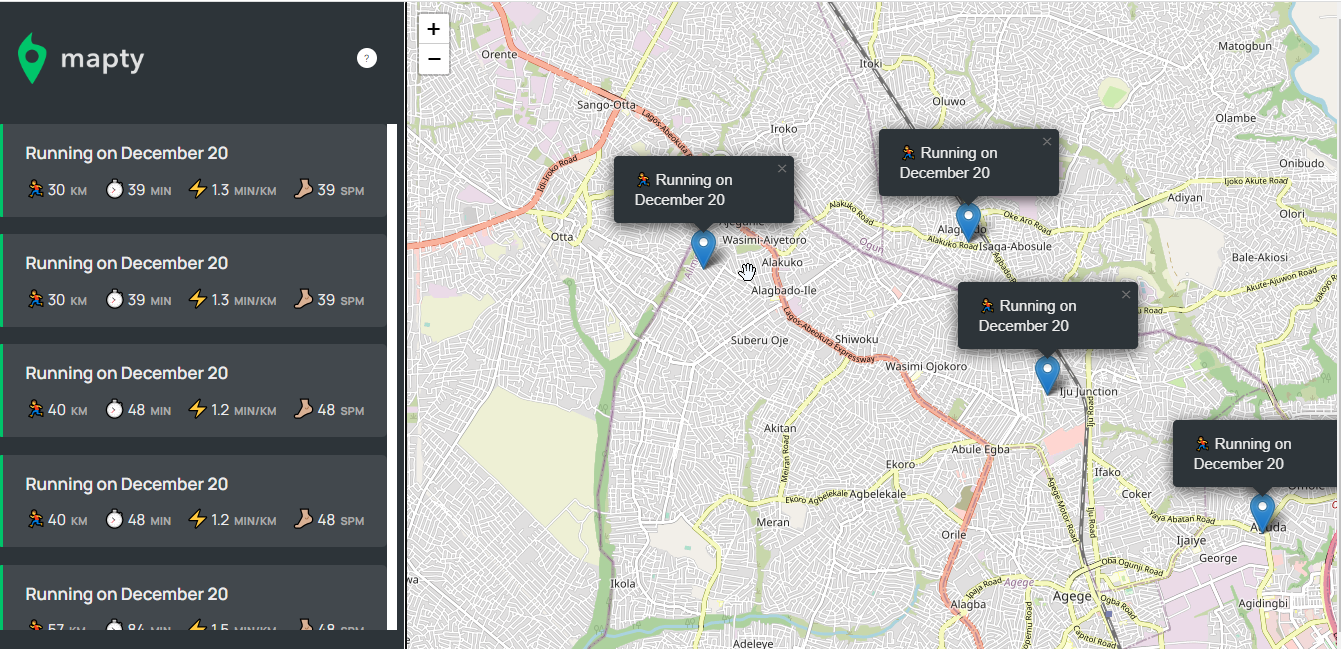 mapty
?
Running on December 20
30 KM 39 MIN 1.3 MIN/KM 39 SPM
Running on December 20
30 KM 39 MIN 1.3 MIN/KM 39 SPM
Running on December 20
40 KM 48 MIN 1.2 MIN/KM 48 SPM
Running on December 20
40 KM 48 MIN 1.2 MIN/KM 48 SPM
Running on December 20
57 KM 84 MIN 1.5 MIN/KM 48 SPM
+
−
Orente
Matogbun
Itoki
Sango-Otta
Oluwo
Lagos-Abeokuta
Olambe
Iroko
Idi-Iroko Road
Onibudo
Running on
December 20
×
Running on
December 20
×
Ijoko Akute Road
Adiyan
Alakuko Road
Oke Aro Road
Olori
Otta
Wasimi-Aiyetoro
Ogun
Alakuko Road
Isaga-Abosule
Bale-Akiosi
Alakuko
Akute-Ajuwon Road
Alagbado-Ile
Running on
December 20
×
Lagos-Abeokuta Expressway
Suberu Oje
Shiwoku
Wasimi Ojokoro
Iju Junction
Iju Road
Akitan
Meiran Road
Abule Egba
Running on
December 20
Ekoro
Ifako
Ekoro Agbelekale
Agbelekale
Coker
Agege Motor Road
Iju Road
Meran
Yaya Abatan Road
Orile
Ijaiye
George
Oba Ogunji Road
Ikola
Ipaja Road
Agege
Agege
Alagba
Ogba Road
Agidingbi
Capitol Road
Adeleye